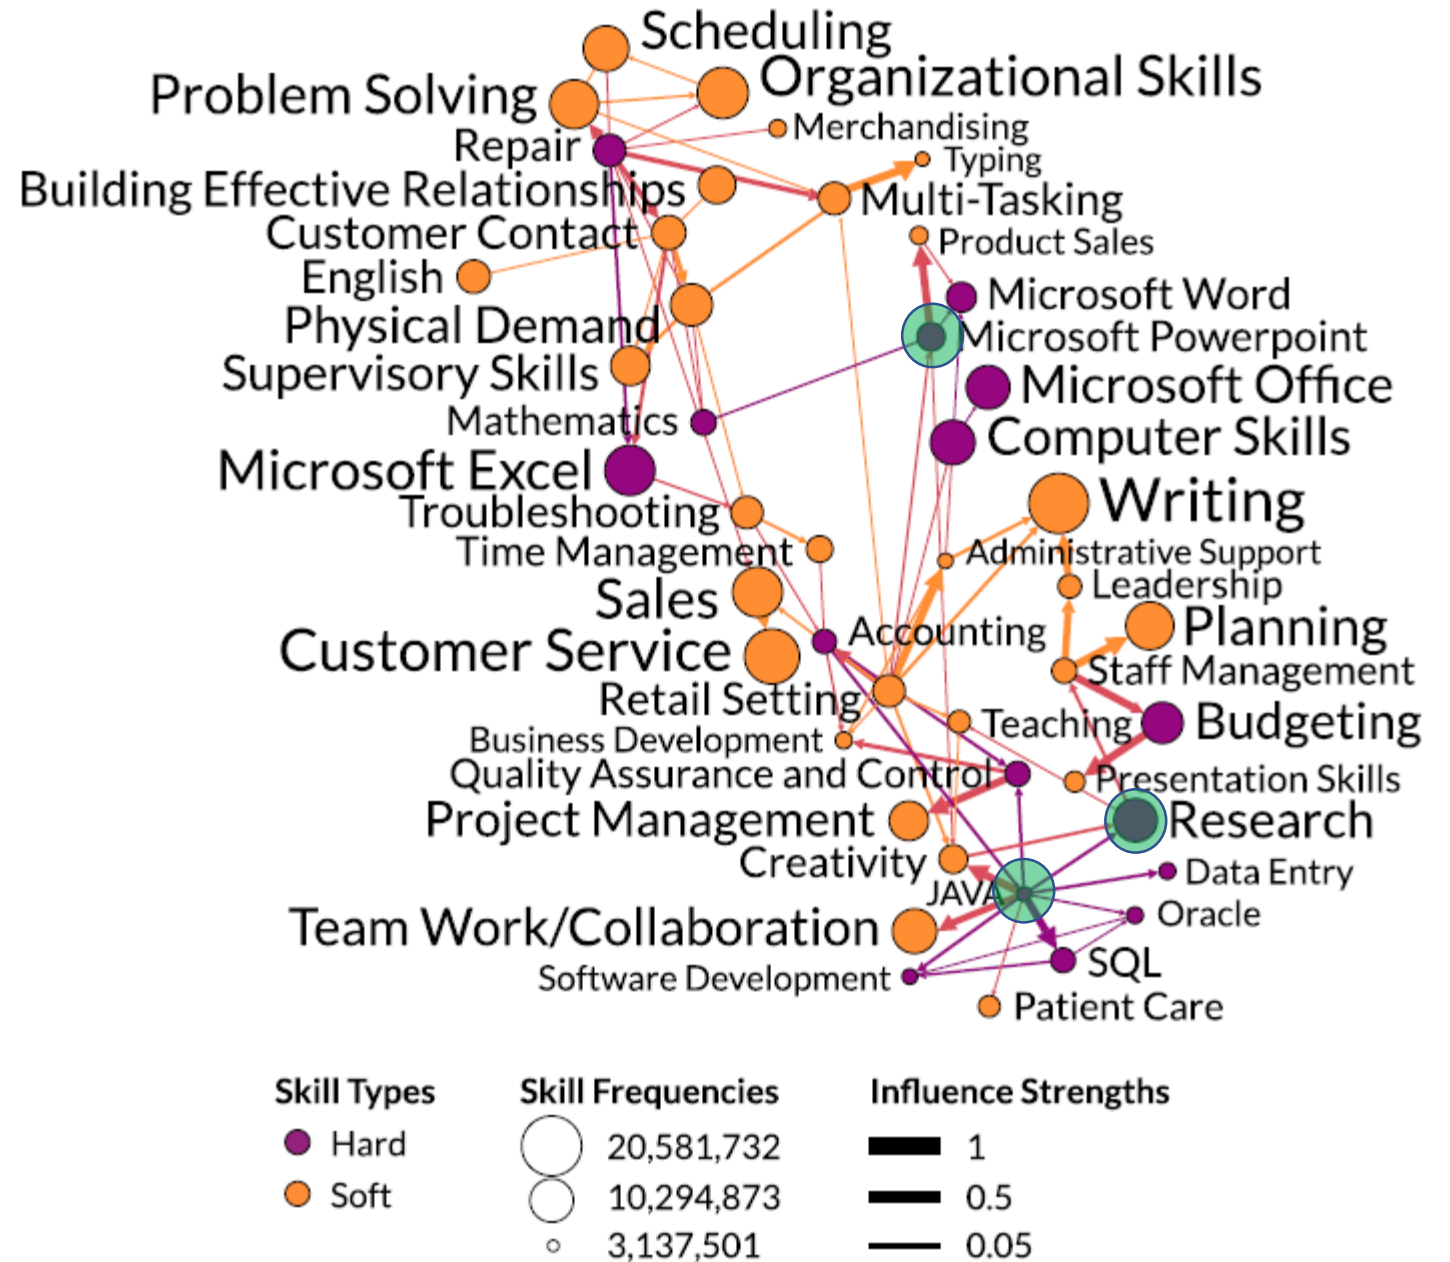 Scheduling
Organizational Skills
Problem Solving
Merchandising
Repair
Typing
Building Effective Relationships
Multi-Tasking
Customer Contact
Product Sales
English
Microsoft Word
Physical Demand
Microsoft Powerpoint
Supervisory Skills
Microsoft Office
Mathematics
Computer Skills
Microsoft Excel
Writing
Troubleshooting
Time Management
Administrative Support
Leadership
Sales
Planning
Accounting
Customer Service
Staff Management
Retail Setting
Teaching
Budgeting
Business Development
Quality Assurance and Control
Presentation Skills
Project Management
Research
Creativity
Data Entry
JAVA
Oracle
Team Work/Collaboration
SQL
Software Development
Patient Care
Skill Types
Hard
Soft
Skill Frequencies
20,581,732
10,294,873
3,137,501
Influence Strengths
1
0.5
0.05